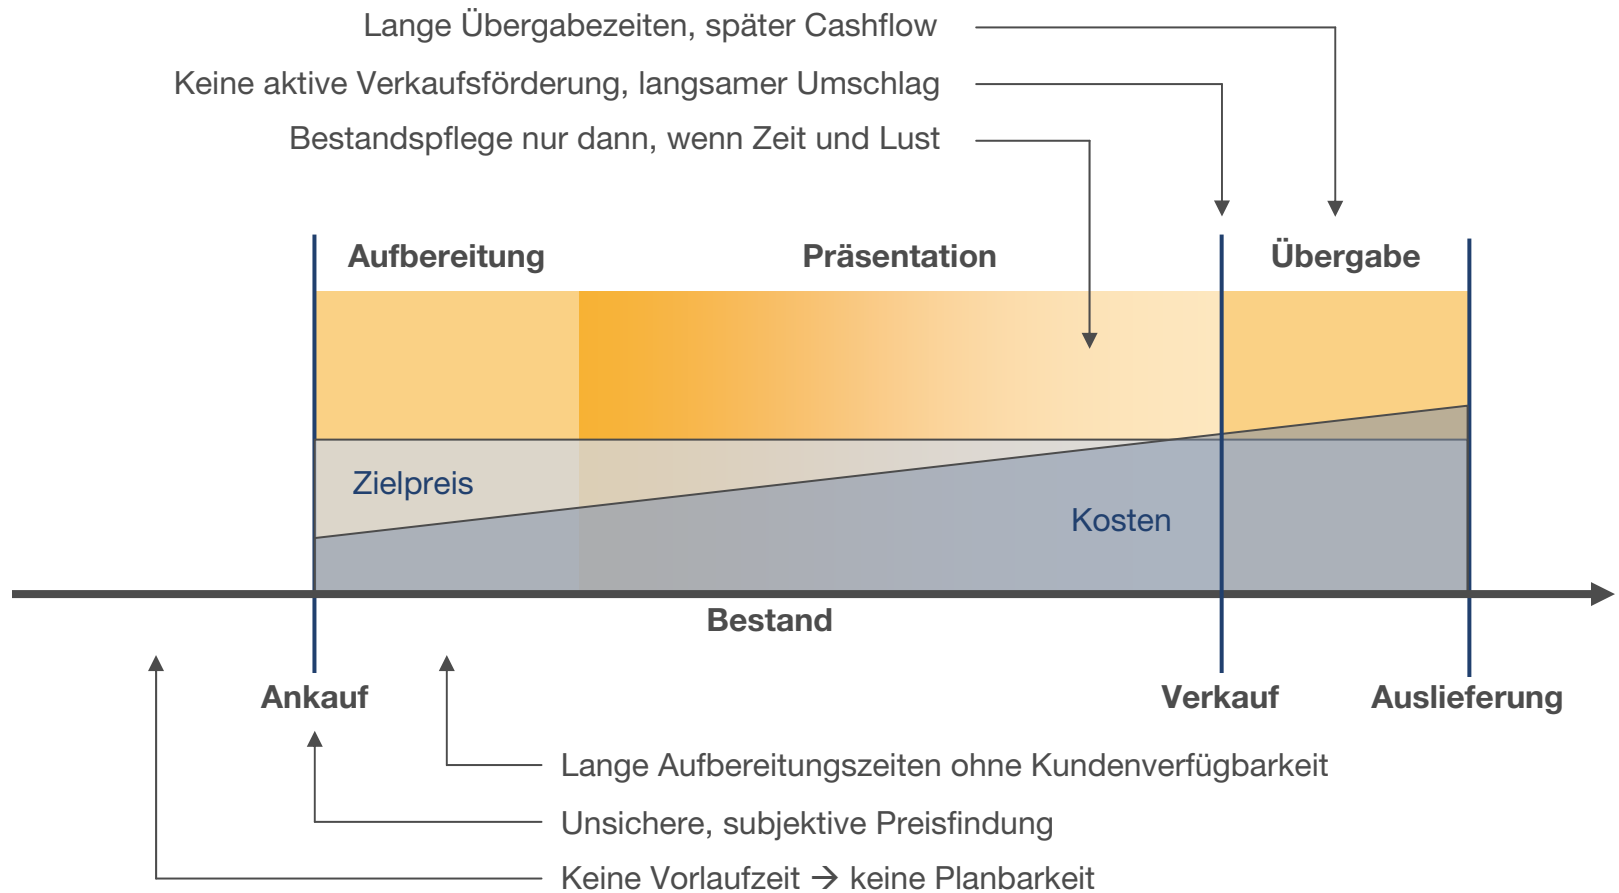 Lange Übergabezeiten, später Cashflow
Keine aktive Verkaufsförderung, langsamer Umschlag
Bestandspflege nur dann, wenn Zeit und Lust
Aufbereitung
Präsentation
Übergabe
Zielpreis
Kosten
Bestand
Ankauf
Verkauf
Auslieferung
Lange Aufbereitungszeiten ohne Kundenverfügbarkeit
Unsichere, subjektive Preisfindung
Keine Vorlaufzeit → keine Planbarkeit